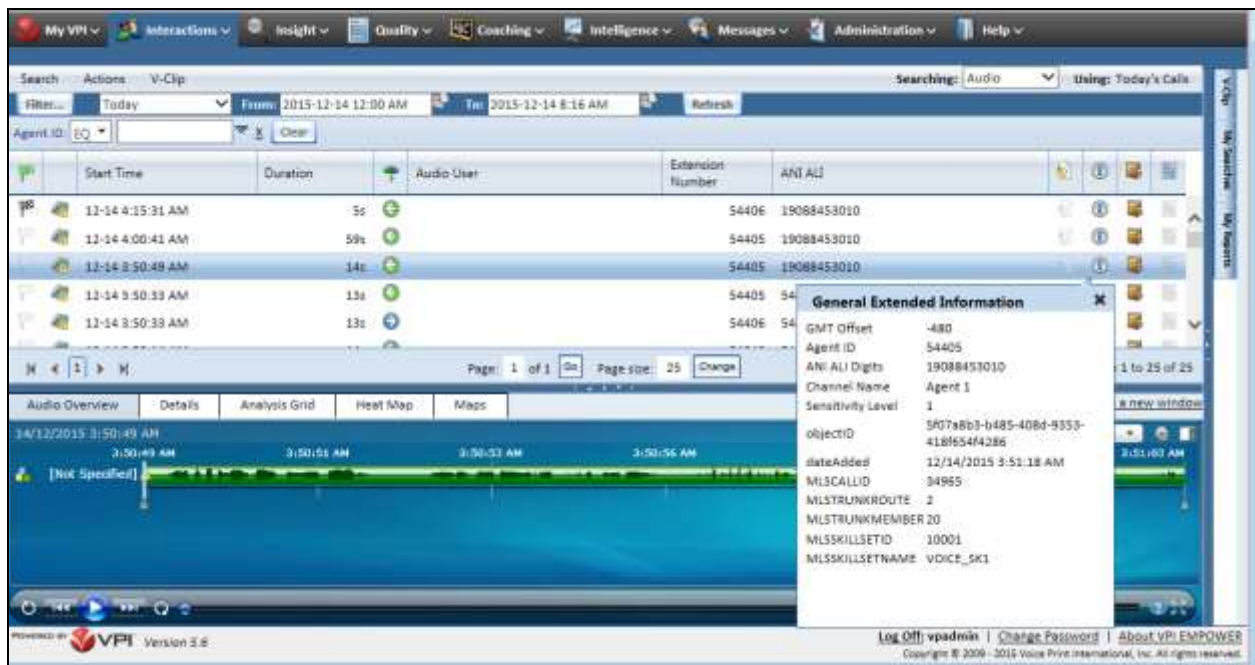 My VPI Interactions Insight Quality Coaching Intelligence Messages Administration Help
Search Actions V-Clip Searching: Audio Using: Today's Calls
Filter... Today From: 2015-12-14 12:00 AM To: 2015-12-14 8:16 AM Refresh
Agent ID: EQ X Clear
Start Time Duration Audio User Extension Number ANI ALI
12-14 4:15:31 AM 5s 54406 19088453010
12-14 4:00:41 AM 59s 54405 19088453010
12-14 3:50:49 AM 14s 54405 19088453010
12-14 3:50:33 AM 13s 54405 54
12-14 3:50:33 AM 13s 54406 54
1 Page: 1 of 1 Go Page size: 25 Change 1 to 25 of 25
V-Clip
My Searches
My Reports
General Extended Information
GMT Offset -480
Agent ID 54405
ANI ALI Digits 19088453010
Channel Name Agent 1
Sensitivity Level 1
objectID 5f07a8b3-b485-408d-9353-
418f654f4286
dateAdded 12/14/2015 3:51:18 AM
MLSCALLID 34965
MLSTRUNKROUTE 2
MLSTRUNKMEMBER 20
MLSSKILLSETID 10001
MLSSKILLSETNAME VOICE_SK1
Audio Overview Details Analysis Grid Heat Map Maps a new window
14/12/2015 3:50:49 AM
3:50:49 AM 3:50:51 AM 3:50:53 AM 3:50:56 AM 3:51:03 AM
[Not Specified]
POWERED BY VPI Version 5.6
Log Off: vpadmin | Change Password | About VPI EMPOWER
Copyright © 2009 - 2015 Voice Print International, Inc. All rights reserved.